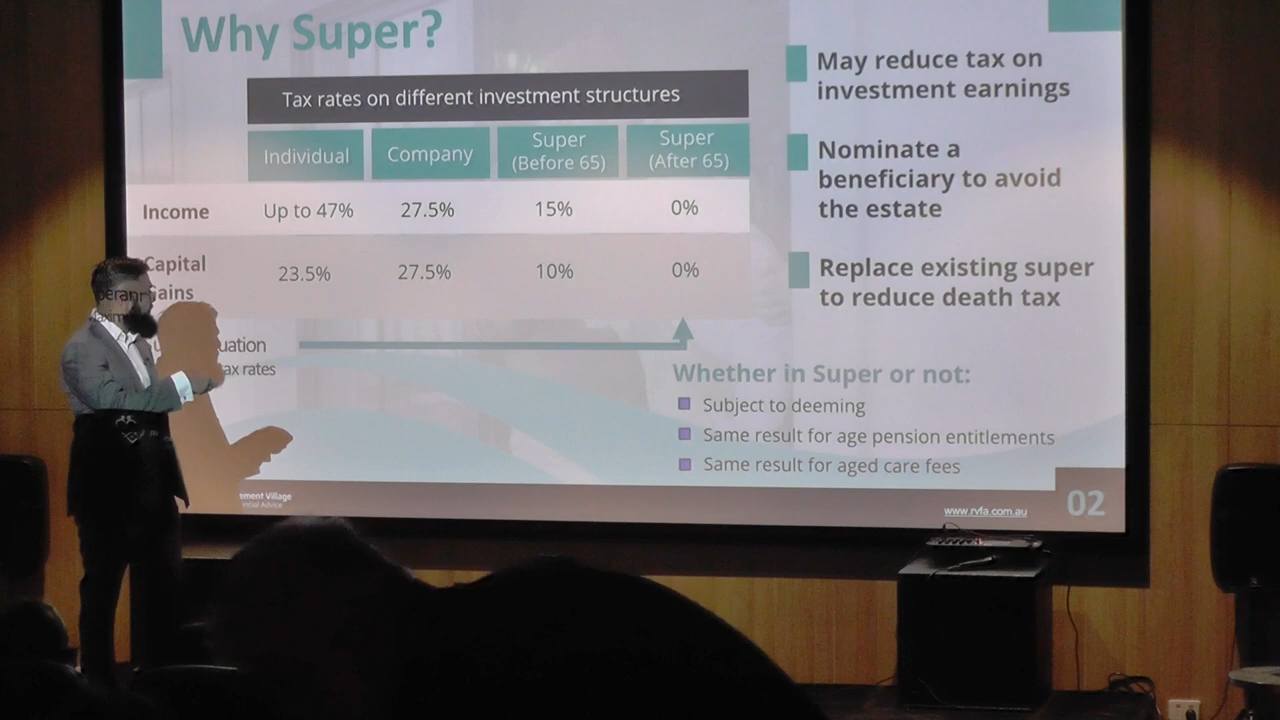 Why Super?
Tax rates on different investment structures
Individual Company Super (Before 65) Super (After 65)
Income Up to 47% 27.5% 15% 0%
Capital Gains 23.5% 27.5% 10% 0%
uation
ax rates
May reduce tax on
investment earnings
Nominate a
beneficiary to avoid
the estate
Replace existing super
to reduce death tax
Whether in Super or not:
Subject to deeming
Same result for age pension entitlements
Same result for aged care fees
ement Village
ncial Advice
www.rvfa.com.au
02